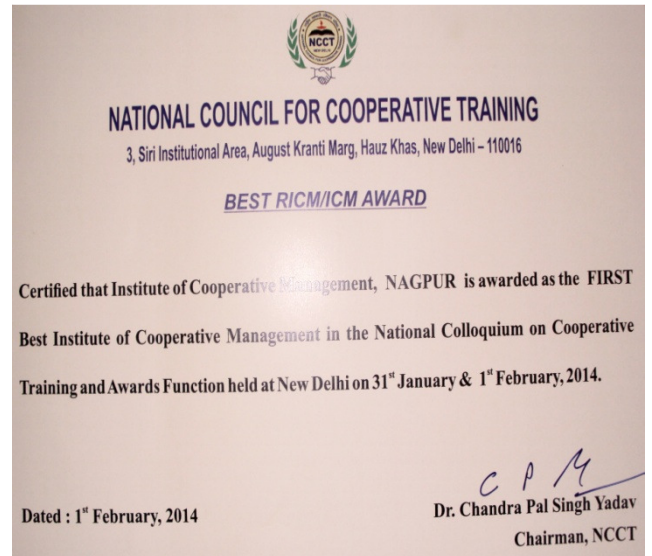 NCCT
NEW DELHI
NATIONAL COUNCIL FOR COOPERATIVE TRAINING
3, Siri Institutional Area, August Kranti Marg, Hauz Khas, New Delhi – 110016
BEST RICM/ICM AWARD
Certified that Institute of Cooperative Management, NAGPUR is awarded as the FIRST
Best Institute of Cooperative Management in the National Colloquium on Cooperative
Training and Awards Function held at New Delhi on 31st January & 1st February, 2014.
Dated : 1st February, 2014
Dr. Chandra Pal Singh Yadav
Chairman, NCCT